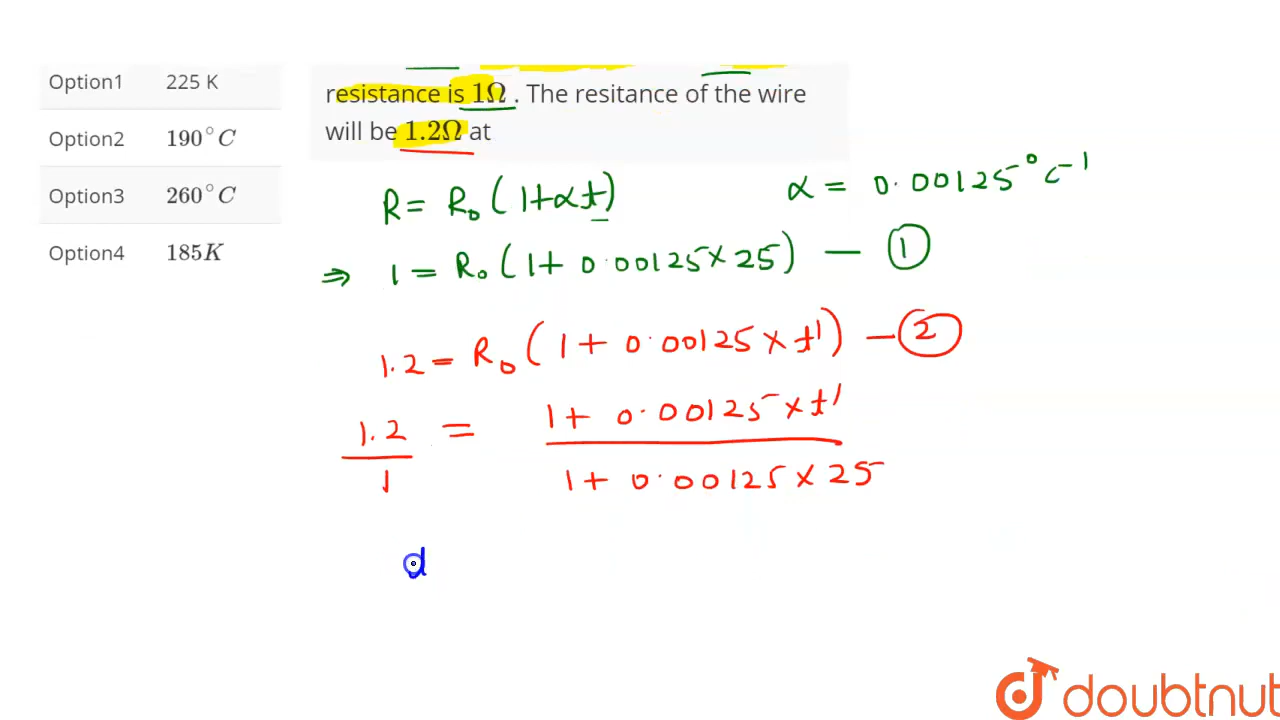 Option1 225 K
Option2 190°C
Option3 260°C
Option4 185K
resistance is 1Ω . The resitance of the wire
will be 1.2Ω at
R = R₀ (1+αt)
α = 0.00125°C⁻¹
⇒ 1 = R₀ (1 + 0.00125 × 25) — ①
1.2 = R₀ (1 + 0.00125 × t') — ②
1.2/1 = (1 + 0.00125 × t')/(1 + 0.00125 × 25)
d
doubtnut